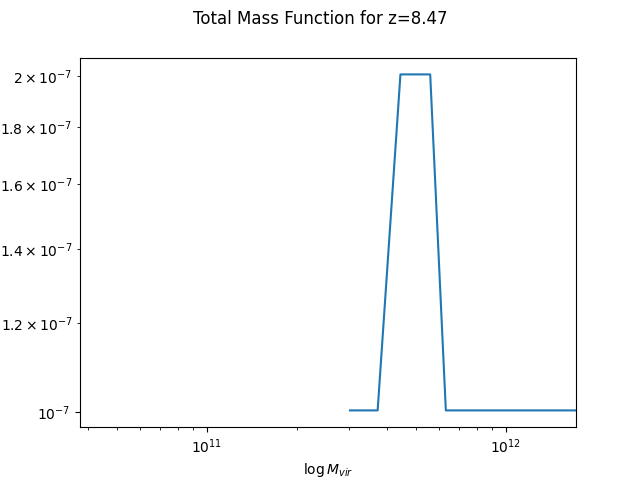 Total Mass Function for z=8.47
2 × 10⁻⁷
1.8 × 10⁻⁷
1.6 × 10⁻⁷
1.4 × 10⁻⁷
1.2 × 10⁻⁷
10⁻⁷
10¹¹ 10¹²
log M_vir